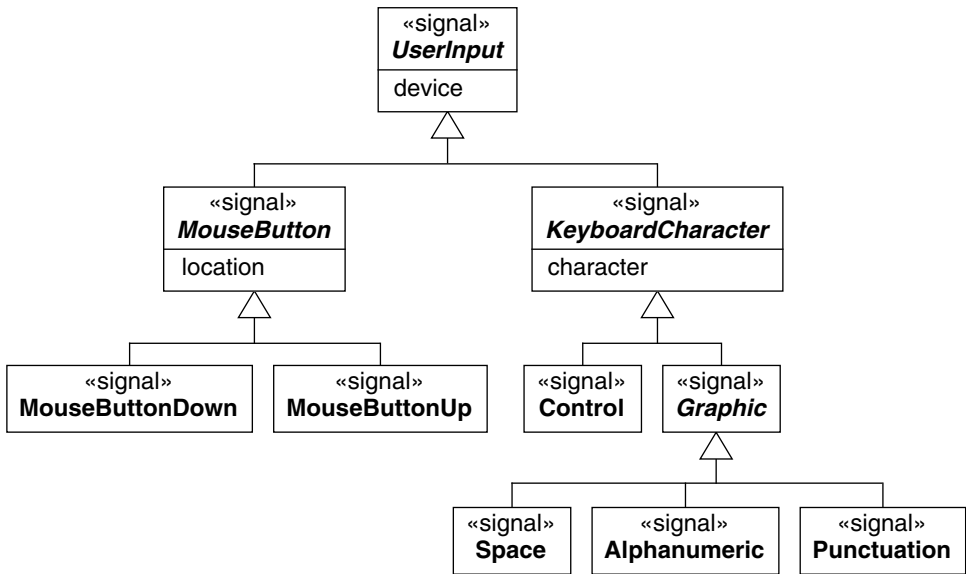 «signal»
UserInput
device
«signal»
MouseButton
location
«signal»
KeyboardCharacter
character
«signal»
MouseButtonDown
«signal»
MouseButtonUp
«signal»
Control
«signal»
Graphic
«signal»
Space
«signal»
Alphanumeric
«signal»
Punctuation